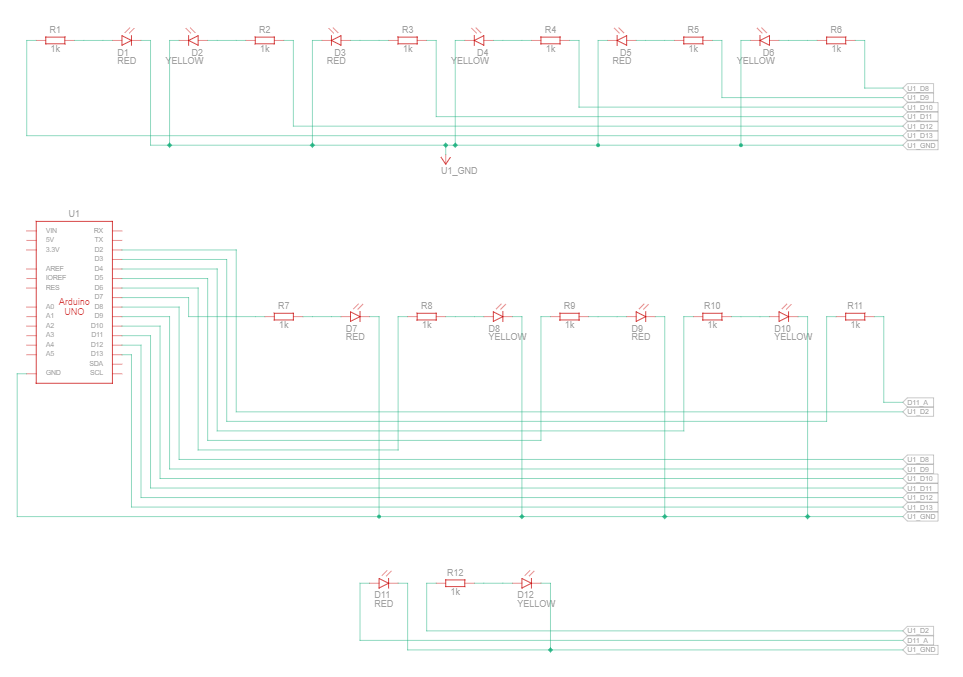 R1 R2 R3 R4 R5 R6
1k D1 D2 1k D3 1k D4 1k D5 1k D6 1k
RED YELLOW RED YELLOW RED YELLOW
U1_D8
U1_D9
U1_D10
U1_D11
U1_D12
U1_D13
U1_GND
U1_GND
U1
VIN RX
5V TX
3.3V D2
D3
AREF D4
IOREF D5
RES D6
D7
A0 D8
A1 D9
A2 D10
A3 D11
A4 D12
A5 D13
SDA
GND SCL
Arduino
UNO
R7 R8 R9 R10 R11
1k D7 1k D8 1k D9 1k D10 1k
RED YELLOW RED YELLOW
D11_A
U1_D2
U1_D8
U1_D9
U1_D10
U1_D11
U1_D12
U1_D13
U1_GND
R12
D11 1k D12
RED YELLOW
U1_D2
D11_A
U1_GND